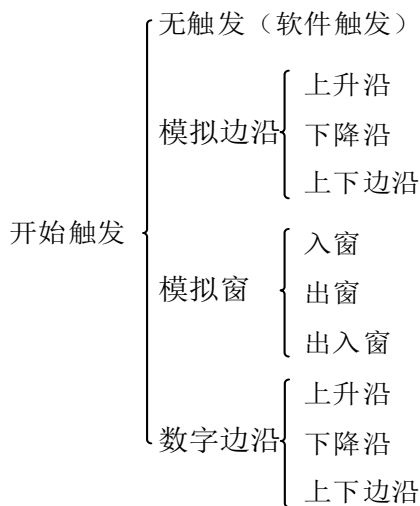 无触发（软件触发）
上升沿
模拟边沿
下降沿
上下边沿
开始触发
入窗
模拟窗
出窗
出入窗
上升沿
数字边沿
下降沿
上下边沿